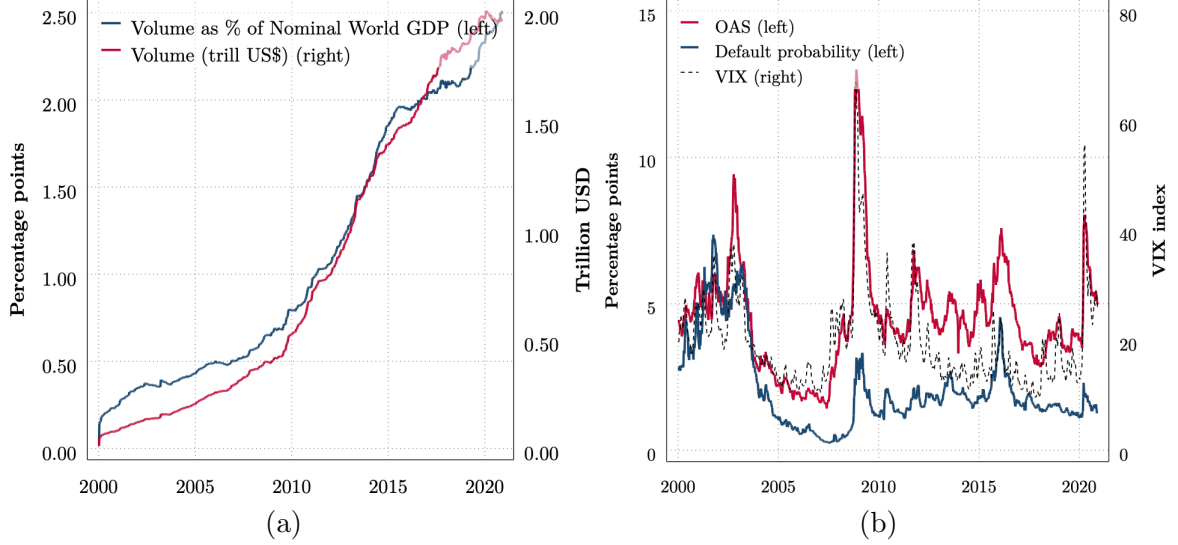 2.50
2.00
1.50
1.00
0.50
0.00
Percentage points
Volume as % of Nominal World GDP (left)
Volume (trill US$) (right)
2.00
1.50
1.00
0.50
0.00
Trillion USD
2000 2005 2010 2015 2020
(a)
15
10
5
0
Percentage points
OAS (left)
Default probability (left)
VIX (right)
80
60
40
20
0
VIX index
2000 2005 2010 2015 2020
(b)